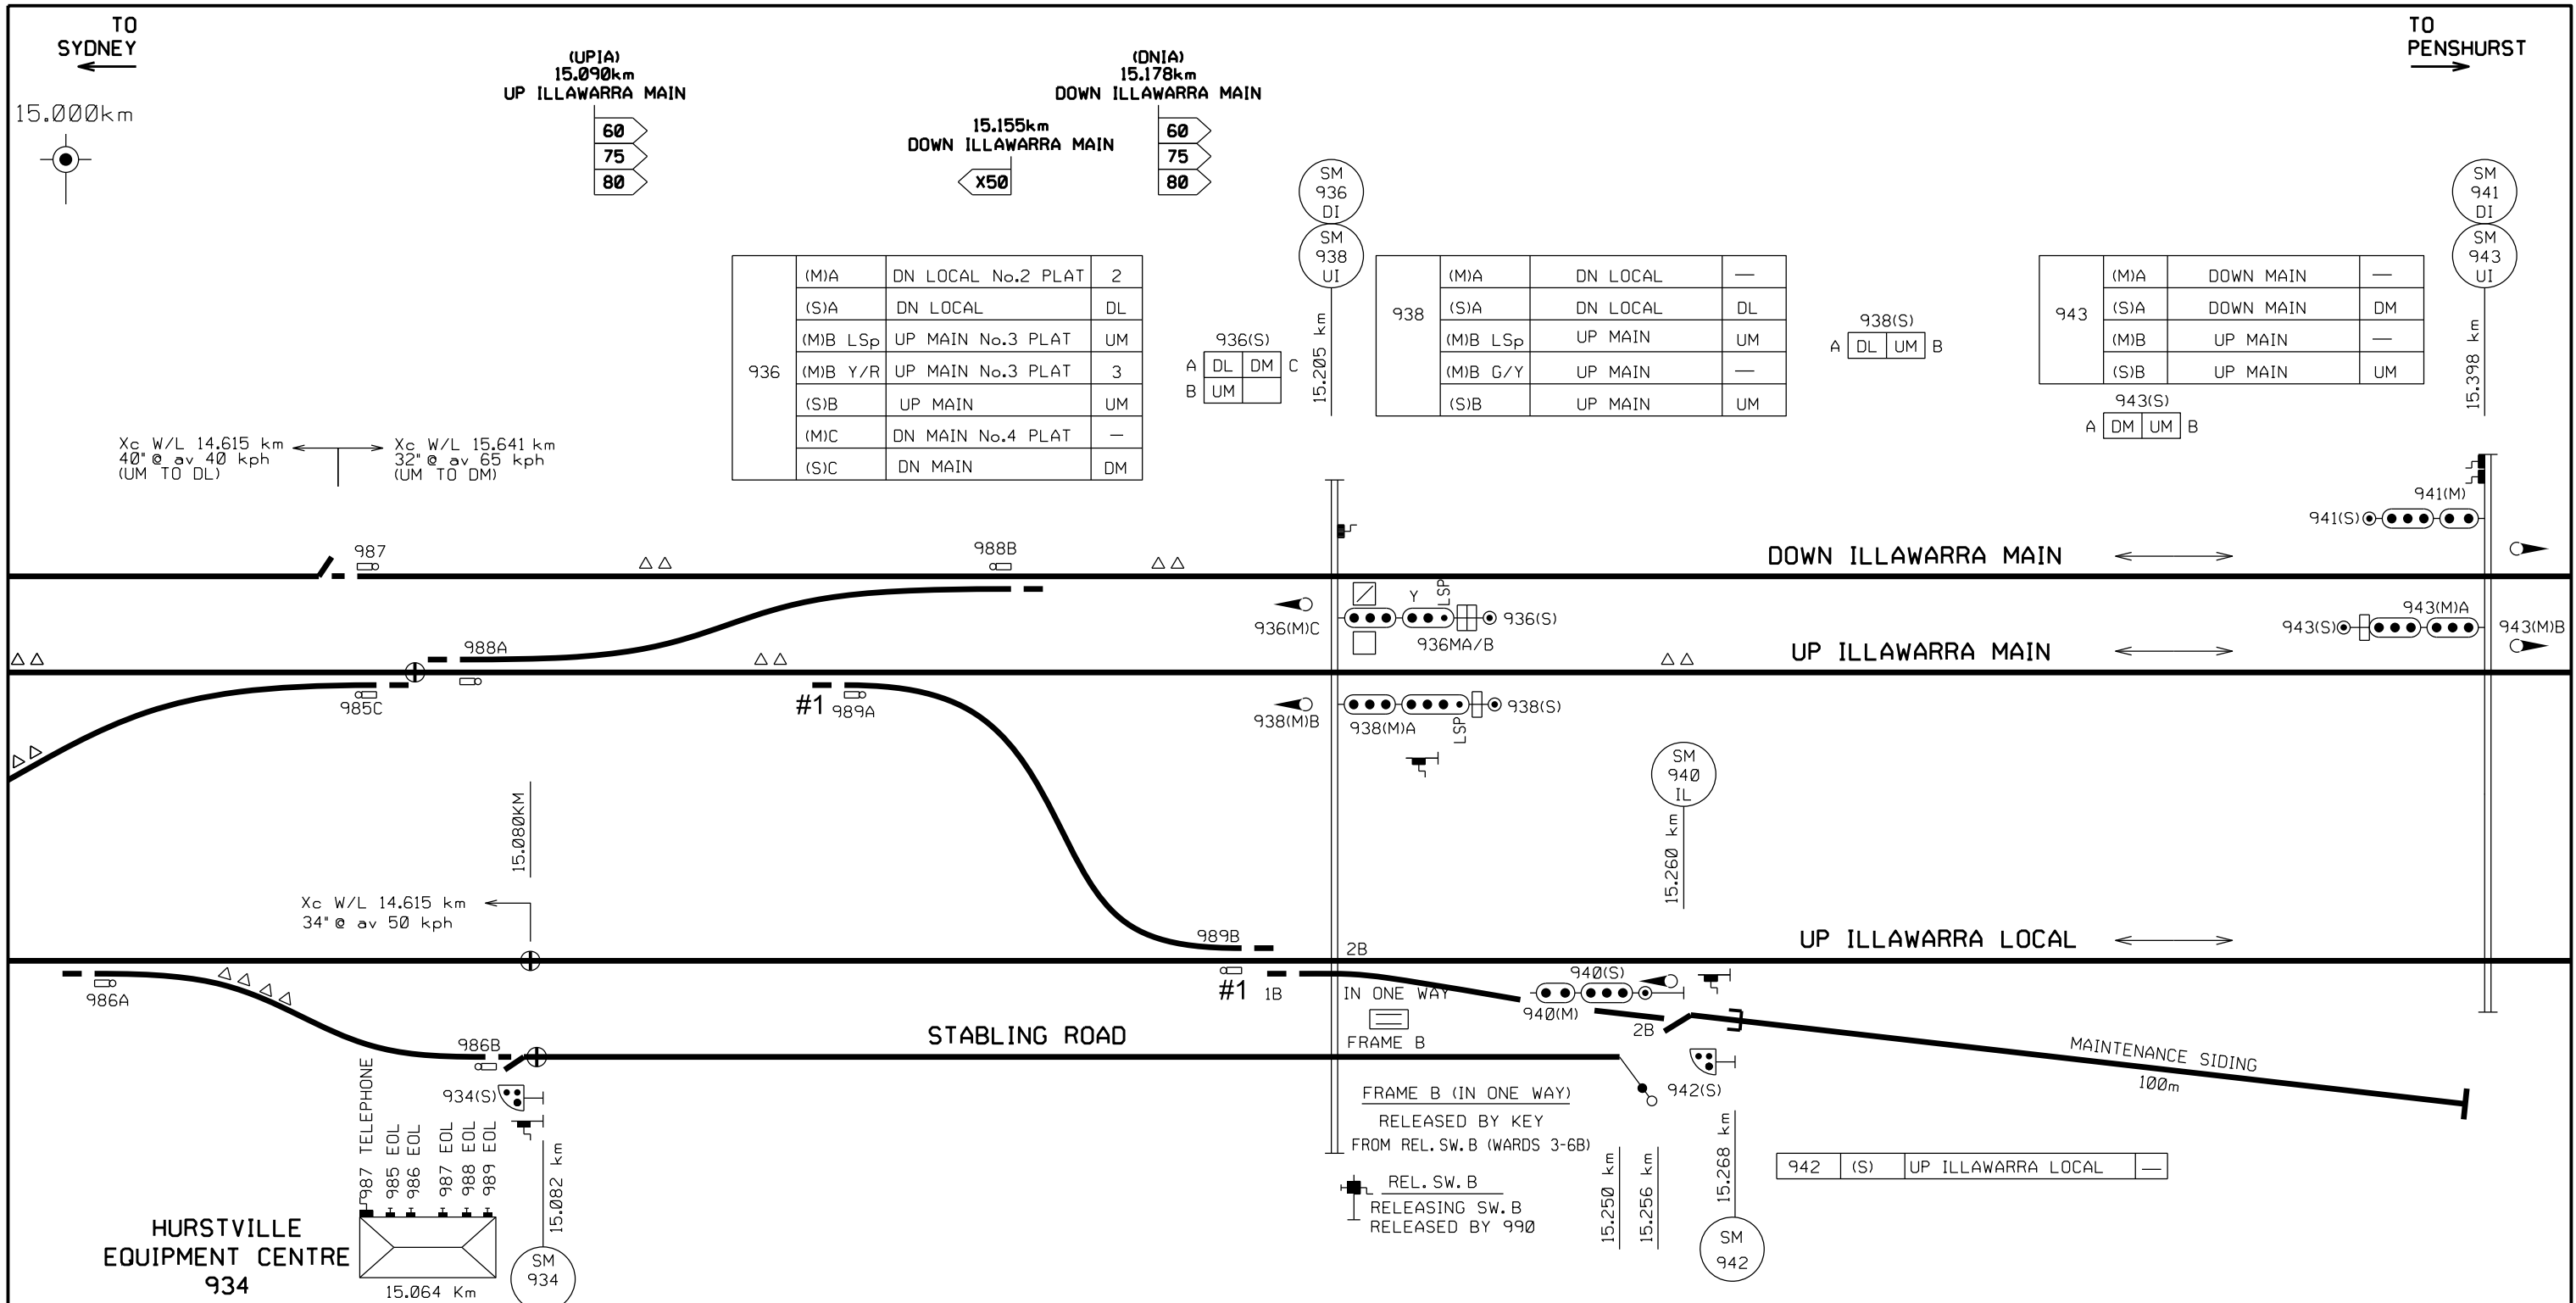 TO
SYDNEY
15.000km
(UPIA)
15.090km
UP ILLAWARRA MAIN
60
75
80
15.155km
DOWN ILLAWARRA MAIN
X50
(DNIA)
15.178km
DOWN ILLAWARRA MAIN
60
75
80
TO
PENSHURST
SM
936
DI
SM
938
UI
15.205 km
SM
941
DI
SM
943
UI
15.398 km
936
(M)A DN LOCAL No.2 PLAT 2
(S)A DN LOCAL DL
(M)B LSp UP MAIN No.3 PLAT UM
(M)B Y/R UP MAIN No.3 PLAT 3
(S)B UP MAIN UM
(M)C DN MAIN No.4 PLAT —
(S)C DN MAIN DM
936(S)
A DL DM C
B UM
938
(M)A DN LOCAL —
(S)A DN LOCAL DL
(M)B LSp UP MAIN UM
(M)B G/Y UP MAIN —
(S)B UP MAIN UM
938(S)
A DL UM B
943
(M)A DOWN MAIN —
(S)A DOWN MAIN DM
(M)B UP MAIN —
(S)B UP MAIN UM
943(S)
A DM UM B
Xc W/L 14.615 km
40" @ av 40 kph
(UM TO DL)
Xc W/L 15.641 km
32" @ av 65 kph
(UM TO DM)
987
988B
DOWN ILLAWARRA MAIN
941(M)
941(S)
936(M)C
Y
LSP
936(S)
936MA/B
943(M)A
943(S)
943(M)B
988A
UP ILLAWARRA MAIN
985C
#1
989A
938(M)B
938(M)A
LSP
938(S)
SM
940
IL
15.260 km
15.080KM
Xc W/L 14.615 km
34" @ av 50 kph
989B
2B
UP ILLAWARRA LOCAL
986A
#1
1B
IN ONE WAY
FRAME B
940(S)
940(M)
2B
STABLING ROAD
986B
934(S)
942(S)
MAINTENANCE SIDING
100m
FRAME B (IN ONE WAY)
RELEASED BY KEY
FROM REL.SW.B (WARDS 3-6B)
REL.SW.B
RELEASING SW.B
RELEASED BY 990
15.250 km
15.256 km
15.268 km
SM
942
942 (S) UP ILLAWARRA LOCAL —
987 TELEPHONE
985 EOL
986 EOL
987 EOL
988 EOL
989 EOL
15.082 km
SM
934
HURSTVILLE
EQUIPMENT CENTRE
934
15.064 Km